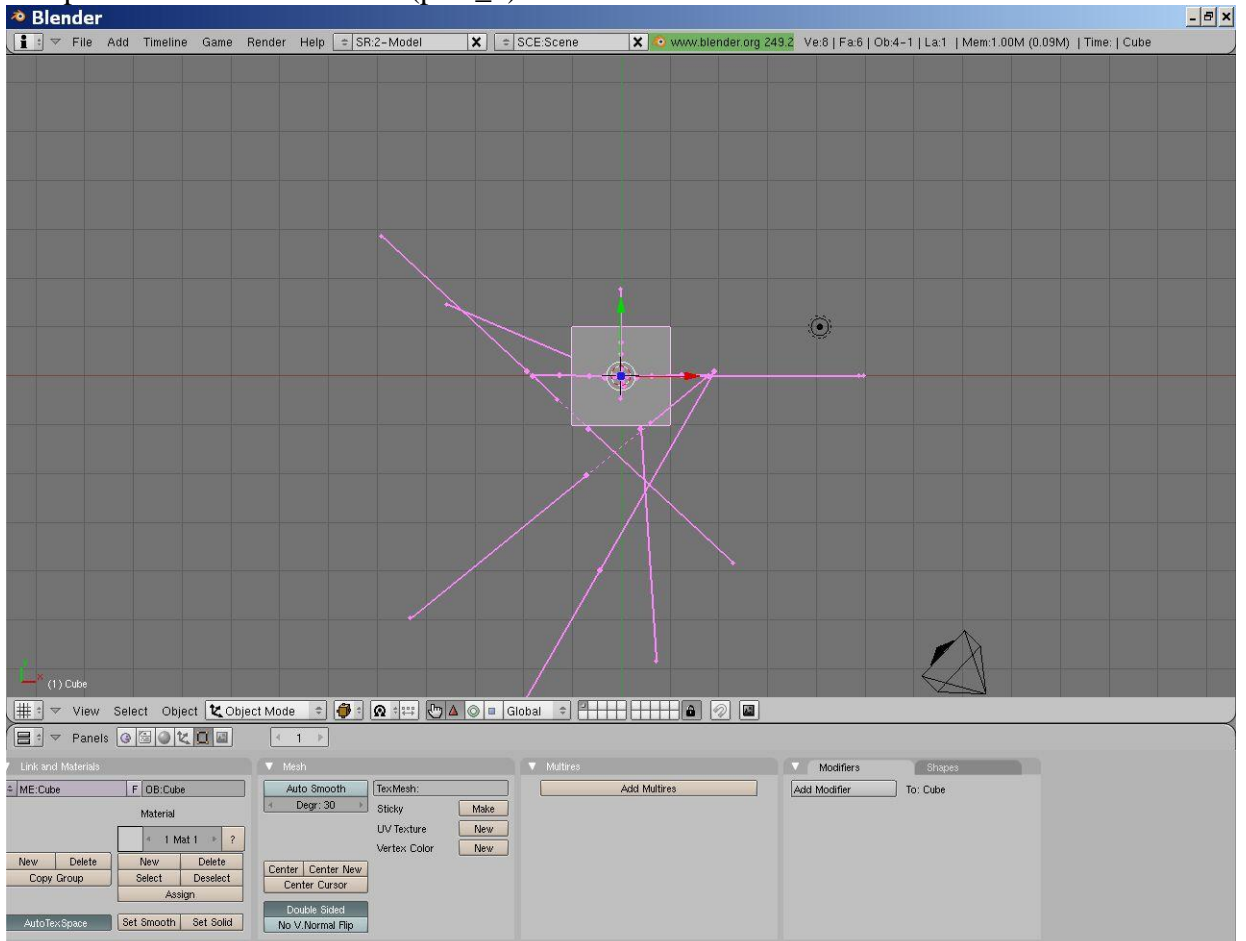 Blender
File Add Timeline Game Render Help SR:2-Model X SCE:Scene X www.blender.org 249.2 Ve:8 | Fa:6 | Ob:4-1 | La:1 | Mem:1.00M (0.09M) | Time: | Cube
(1) Cube
View Select Object Object Mode Global
Panels 1
Link and Materials Mesh Multires Modifiers Shapes
ME:Cube F OB:Cube Auto Smooth TexMesh: Add Multires Add Modifier To: Cube
Degr: 30 Sticky Make
Material
1 Mat 1 ? UV Texture New
Vertex Color New
New Delete New Delete
Center Center New
Copy Group Select Deselect
Center Cursor
Assign
Double Sided
AutoTexSpace Set Smooth Set Solid
No V.Normal Flip